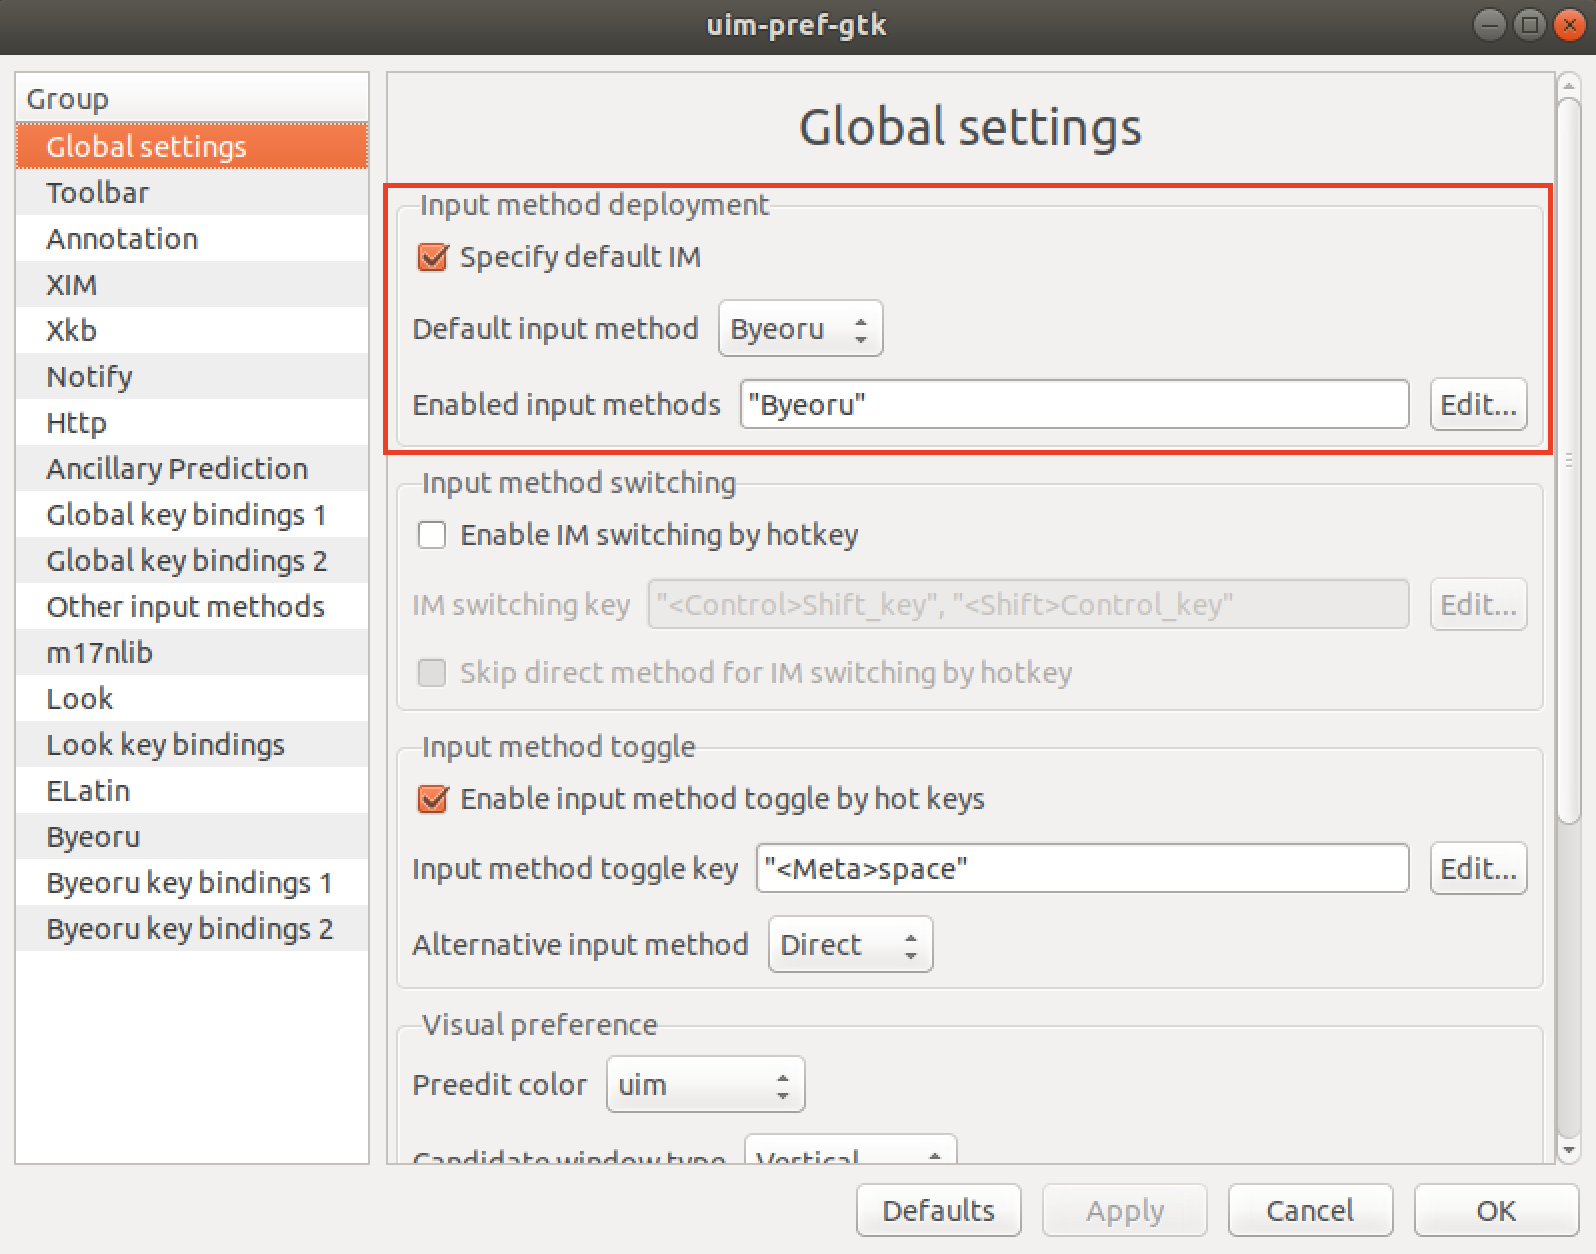 uim-pref-gtk
Group
Global settings
Toolbar
Annotation
XIM
Xkb
Notify
Http
Ancillary Prediction
Global key bindings 1
Global key bindings 2
Other input methods
m17nlib
Look
Look key bindings
ELatin
Byeoru
Byeoru key bindings 1
Byeoru key bindings 2
Global settings
Input method deployment
Specify default IM
Default input method Byeoru
Enabled input methods "Byeoru" Edit...
Input method switching
Enable IM switching by hotkey
IM switching key "<Control>Shift_key", "<Shift>Control_key" Edit...
Skip direct method for IM switching by hotkey
Input method toggle
Enable input method toggle by hot keys
Input method toggle key "<Meta>space" Edit...
Alternative input method Direct
Visual preference
Preedit color uim
Candidate window type Vertical
Defaults Apply Cancel OK